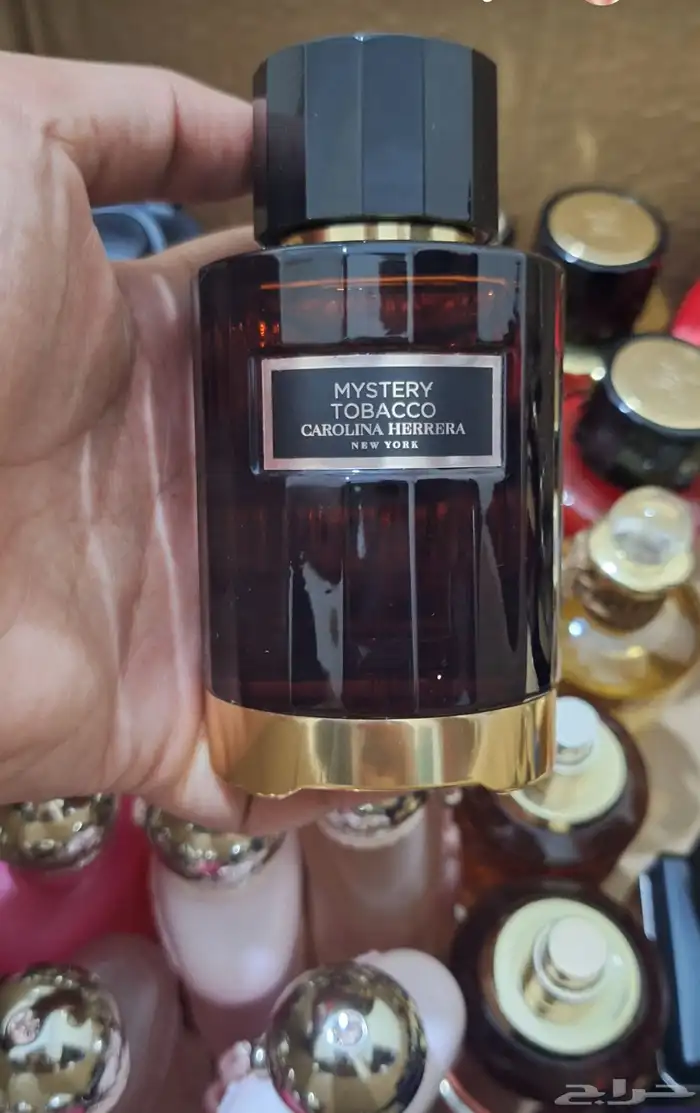 MYSTERY
TOBACCO
CAROLINA HERRERA
NEW YORK
حراج